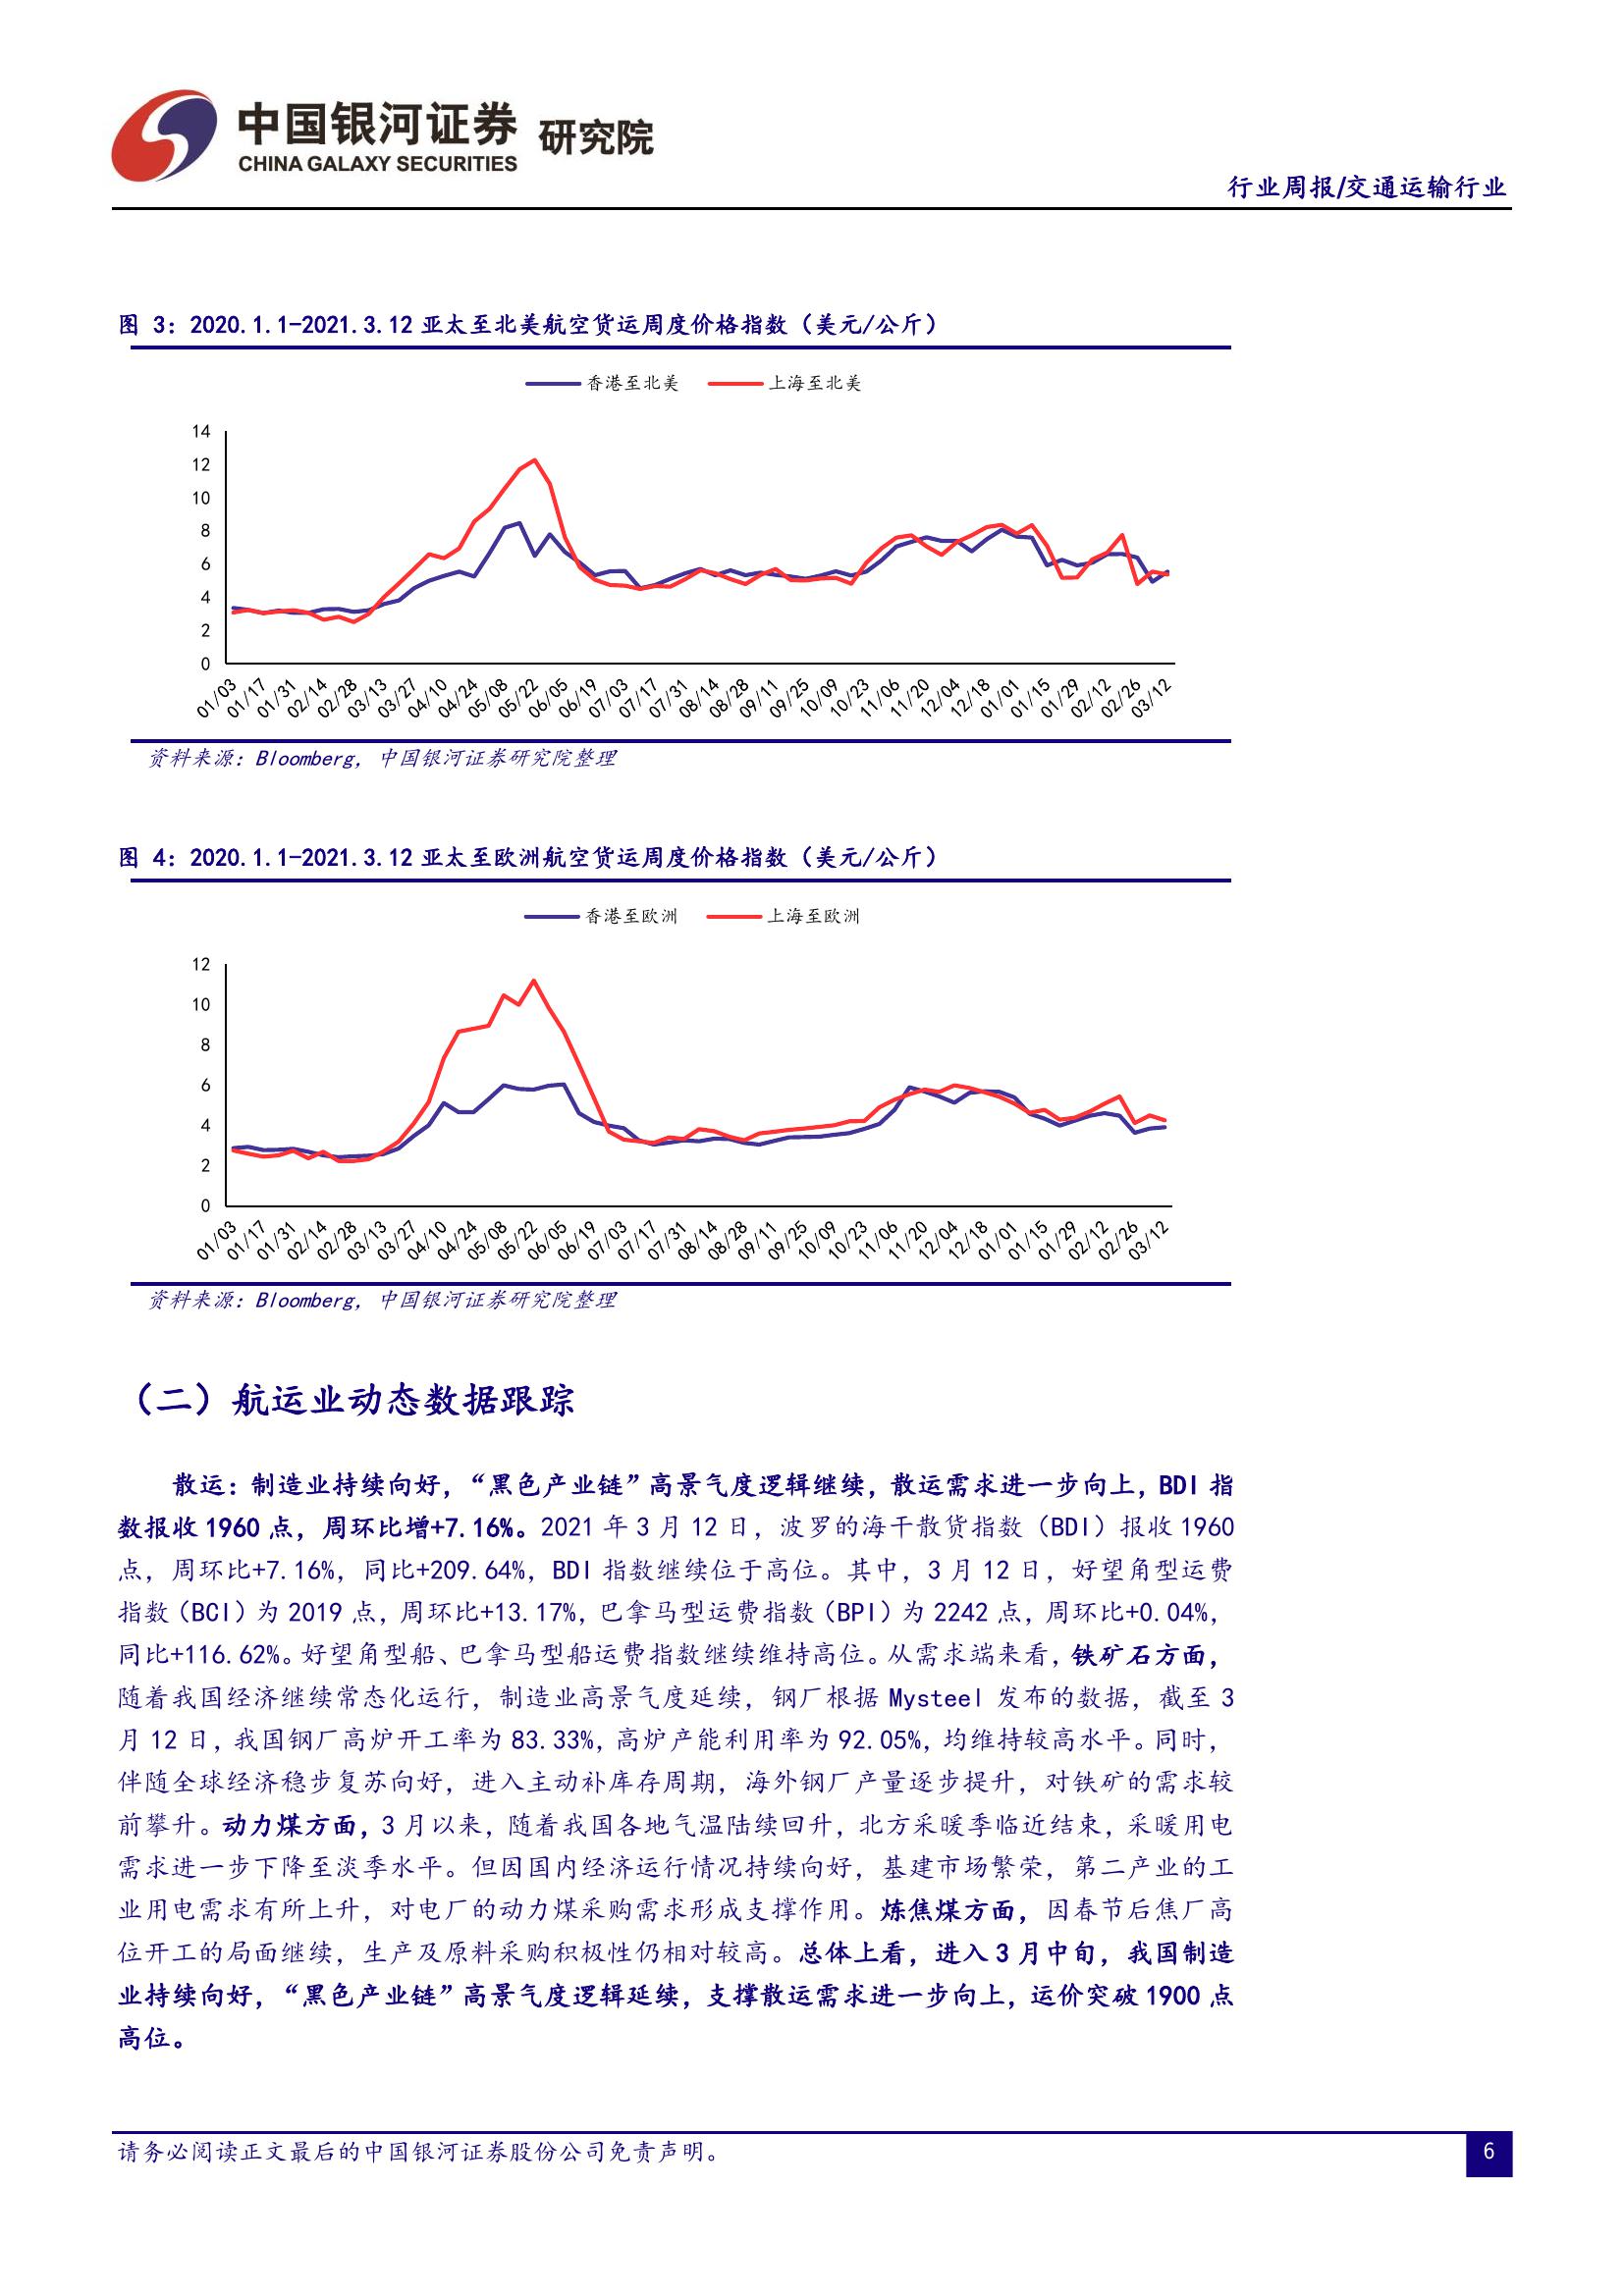 中国银河证券 研究院
CHINA GALAXY SECURITIES
行业周报/交通运输行业
图 3：2020.1.1-2021.3.12 亚太至北美航空货运周度价格指数（美元/公斤）
香港至北美 上海至北美
14
12
10
8
6
4
2
0
01/03 01/17 01/31 02/14 02/28 03/13 03/27 04/10 04/24 05/08 05/22 06/05 06/19 07/03 07/17 07/31 08/14 08/28 09/11 09/25 10/09 10/23 11/06 11/20 12/04 12/18 01/01 01/15 01/29 02/12 02/26 03/12
资料来源：Bloomberg，中国银河证券研究院整理
图 4：2020.1.1-2021.3.12 亚太至欧洲航空货运周度价格指数（美元/公斤）
香港至欧洲 上海至欧洲
12
10
8
6
4
2
0
01/03 01/17 01/31 02/14 02/28 03/13 03/27 04/10 04/24 05/08 05/22 06/05 06/19 07/03 07/17 07/31 08/14 08/28 09/11 09/25 10/09 10/23 11/06 11/20 12/04 12/18 01/01 01/15 01/29 02/12 02/26 03/12
资料来源：Bloomberg，中国银河证券研究院整理
（二）航运业动态数据跟踪
散运：制造业持续向好，“黑色产业链”高景气度逻辑继续，散运需求进一步向上，BDI 指
数报收 1960 点，周环比增+7.16%。2021 年 3 月 12 日，波罗的海干散货指数（BDI）报收 1960
点，周环比+7.16%，同比+209.64%，BDI 指数继续位于高位。其中，3 月 12 日，好望角型运费
指数（BCI）为 2019 点，周环比+13.17%，巴拿马型运费指数（BPI）为 2242 点，周环比+0.04%，
同比+116.62%。好望角型船、巴拿马型船运费指数继续维持高位。从需求端来看，铁矿石方面，
随着我国经济继续常态化运行，制造业高景气度延续，钢厂根据 Mysteel 发布的数据，截至 3
月 12 日，我国钢厂高炉开工率为 83.33%，高炉产能利用率为 92.05%，均维持较高水平。同时，
伴随全球经济稳步复苏向好，进入主动补库存周期，海外钢厂产量逐步提升，对铁矿的需求较
前攀升。动力煤方面，3 月以来，随着我国各地气温陆续回升，北方采暖季临近结束，采暖用电
需求进一步下降至淡季水平。但因国内经济运行情况持续向好，基建市场繁荣，第二产业的工
业用电需求有所上升，对电厂的动力煤采购需求形成支撑作用。炼焦煤方面，因春节后焦厂高
位开工的局面继续，生产及原料采购积极性仍相对较高。总体上看，进入 3 月中旬，我国制造
业持续向好，“黑色产业链”高景气度逻辑延续，支撑散运需求进一步向上，运价突破 1900 点
高位。
请务必阅读正文最后的中国银河证券股份公司免责声明。
6